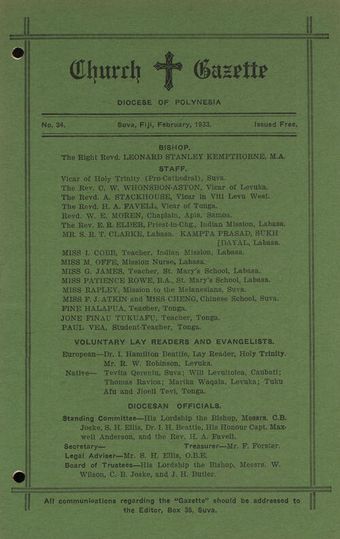 Church Gazette
DIOCESE OF POLYNESIA
No. 34. Suva, Fiji, February, 1933. Issued Free,
BISHOP.
The Right Revd. LEONARD STANLEY KEMPTHORNE, M.A.
STAFF.
Vicar of Holy Trinity (Pro-Cathedral), Suva.
The Rev. C. W. WHONSBON-ASTON, Vicar of Levuka.
The Revd. A. STACKHOUSE, Vicar in Viti Levu West.
The Revd. H. A. FAVELL, Vicar of Tonga.
Revd. W. E. MOREN, Chaplain, Apia, Samoa.
The Rev. E. R. ELDER, Priest-in-Chg., Indian Mission, Labasa.
MR. S. R. T. CLARKE, Labasa. KAMPTA PRASAD, SUKH
[DAYAL, Labasa.
MISS I. COBB, Teacher, Indian Mission, Labasa.
MISS M. OFFE, Mission Nurse, Labasa.
MISS G. JAMES, Teacher, St. Mary's School, Labasa.
MISS PATIENCE ROWE, B.A., St. Mary's School, Labasa.
MISS RAPLEY, Mission to the Melanesians, Suva.
MISS F. J. ATKIN and MISS CHENG, Chinese School, Suva.
FINE HALAPUA, Teacher, Tonga.
JONE FINAU TUKUAFU, Teacher, Tonga.
PAUL VEA, Student-Teacher, Tonga.
VOLUNTARY LAY READERS AND EVANGELISTS.
European—Dr. I. Hamilton Beattie, Lay Reader, Holy Trinity.
Mr. R. W. Robinson, Levuka.
Native— Tevita Qerenia, Suva; Will Levuitolea, Caubati;
Thomas Ravioa; Marika Waqala, Levuka; Tuku
Afu and Jioeli Tevi, Tonga.
DIOCESAN OFFICIALS.
Standing Committee—His Lordship the Bishop, Messrs. C.B.
Joske, S. H. Ellis, Dr. I. H. Beattie, His Honour Capt. Max-
well Anderson, and the Rev. H. A. Favell.
Secretary— Treasurer—Mr. F. Forster.
Legal Adviser—Mr. S. H. Ellis, O.B.E.
Board of Trustees—His Lordship the Bishop, Messrs. W.
Wilson, C. B. Joske, and J. H. Butler.
All communications regarding the "Gazette" should be addressed to
the Editor, Box 35, Suva.